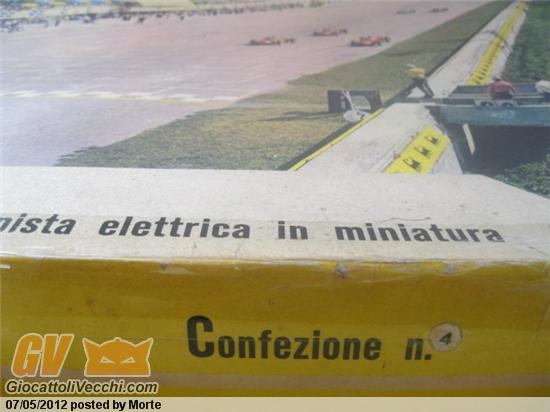 pista elettrica in miniatura
Confezione n. 4
GV
GiocattoliVecchi.com
07/05/2012 posted by Morte